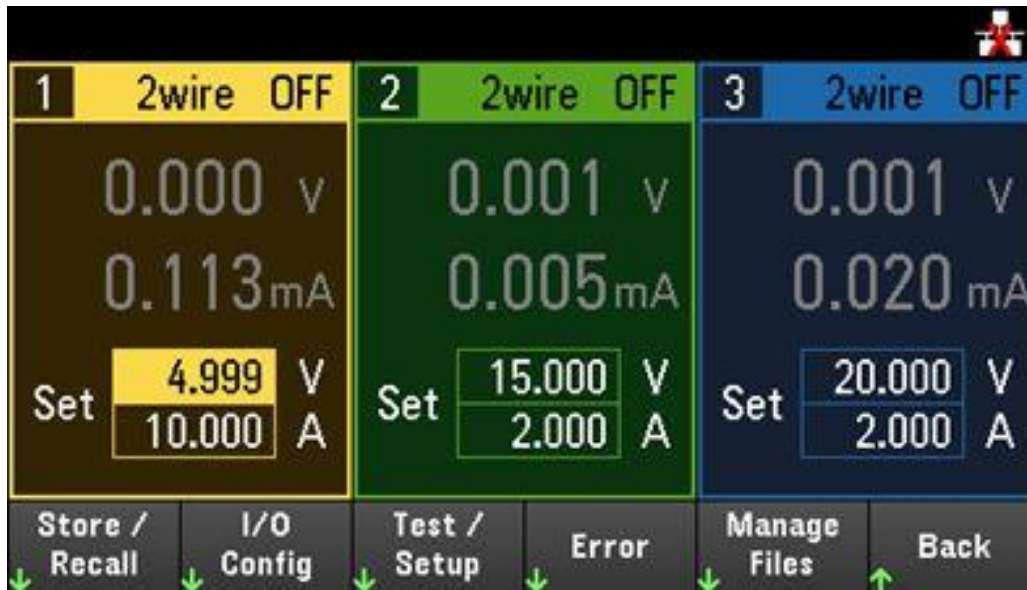 1 2wire OFF 2 2wire OFF 3 2wire OFF
0.000 V 0.001 V 0.001 V
0.113mA 0.005mA 0.020 mA
Set 4.999 V Set 15.000 V Set 20.000 V
10.000 A 2.000 A 2.000 A
Store / I/O Test / Error Manage Back
Recall Config Setup Files